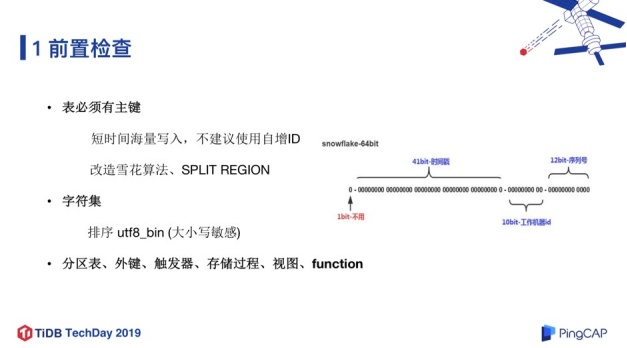 1 前置检查
• 表必须有主键
短时间海量写入，不建议使用自增ID
改造雪花算法、SPLIT REGION
• 字符集
排序 utf8_bin (大小写敏感)
• 分区表、外键、触发器、存储过程、视图、function
snowflake-64bit
41bit-时间戳
12bit-序列号
0 - 00000000 00000000 00000000 00000000 00000000 0 - 00000000 00 - 00000000 0000
1bit-不用
10bit-工作机器id
TiDB TechDay 2019
PingCAP